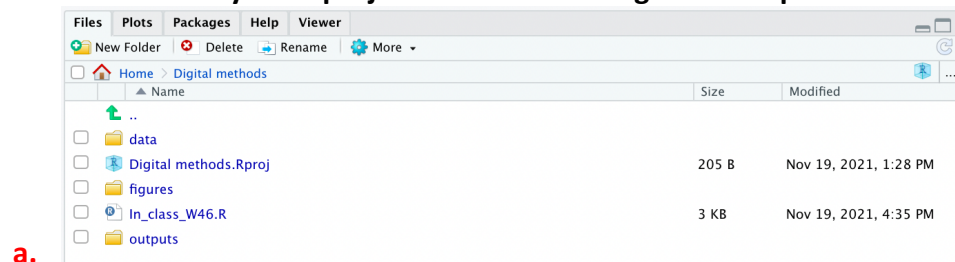 Files Plots Packages Help Viewer
New Folder Delete Rename More
Home > Digital methods ...
Name Size Modified
..
data
Digital methods.Rproj 205 B Nov 19, 2021, 1:28 PM
figures
In_class_W46.R 3 KB Nov 19, 2021, 4:35 PM
outputs
a.